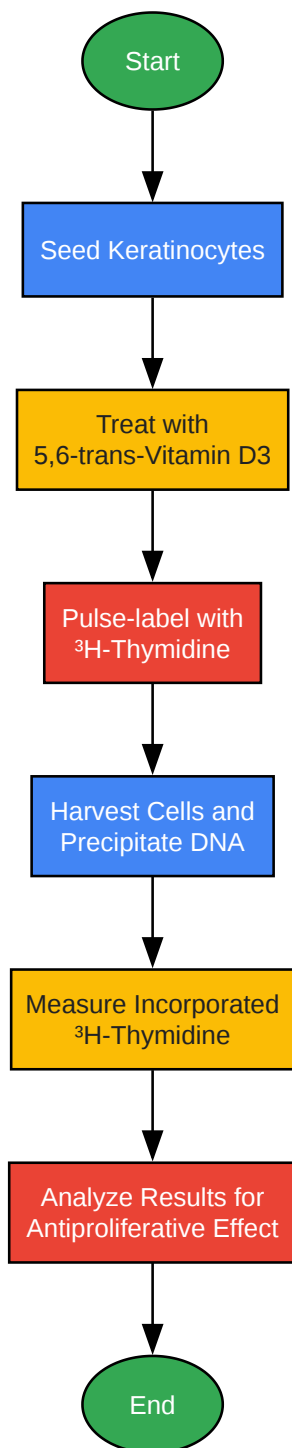 Start
Seed Keratinocytes
Treat with
5,6-trans-Vitamin D3
Pulse-label with
³H-Thymidine
Harvest Cells and
Precipitate DNA
Measure Incorporated
³H-Thymidine
Analyze Results for
Antiproliferative Effect
End